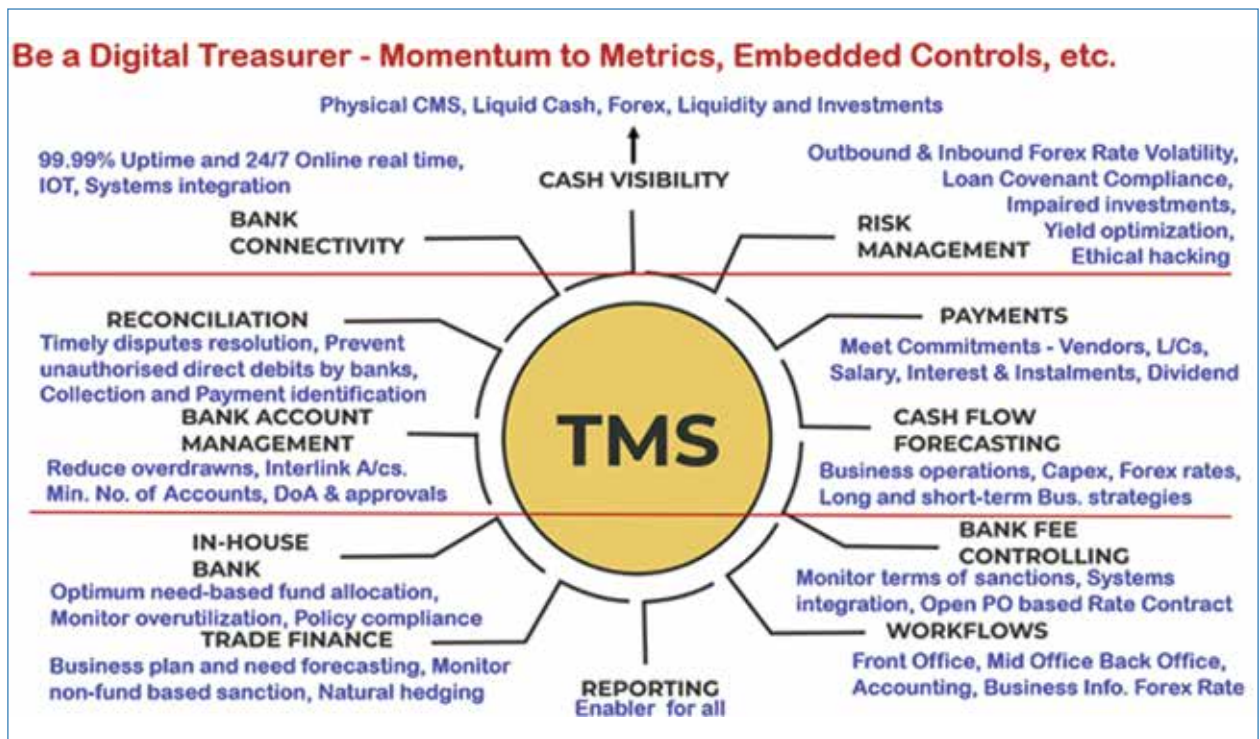 Be a Digital Treasurer - Momentum to Metrics, Embedded Controls, etc.
Physical CMS, Liquid Cash, Forex, Liquidity and Investments
CASH VISIBILITY
99.99% Uptime and 24/7 Online real time,
IOT, Systems integration
BANK
CONNECTIVITY
Outbound & Inbound Forex Rate Volatility,
Loan Covenant Compliance,
Impaired investments,
Yield optimization,
Ethical hacking
RISK
MANAGEMENT
RECONCILIATION
Timely disputes resolution, Prevent
unauthorised direct debits by banks,
Collection and Payment identification
PAYMENTS
Meet Commitments - Vendors, L/Cs,
Salary, Interest & Instalments, Dividend
TMS
BANK ACCOUNT
MANAGEMENT
Reduce overdrawns, Interlink A/cs.
Min. No. of Accounts, DoA & approvals
CASH FLOW
FORECASTING
Business operations, Capex, Forex rates,
Long and short-term Bus. strategies
IN-HOUSE
BANK
Optimum need-based fund allocation,
Monitor overutilization, Policy compliance
BANK FEE
CONTROLLING
Monitor terms of sanctions, Systems
integration, Open PO based Rate Contract
TRADE FINANCE
Business plan and need forecasting, Monitor
non-fund based sanction, Natural hedging
WORKFLOWS
Front Office, Mid Office Back Office,
Accounting, Business Info. Forex Rate
REPORTING
Enabler for all